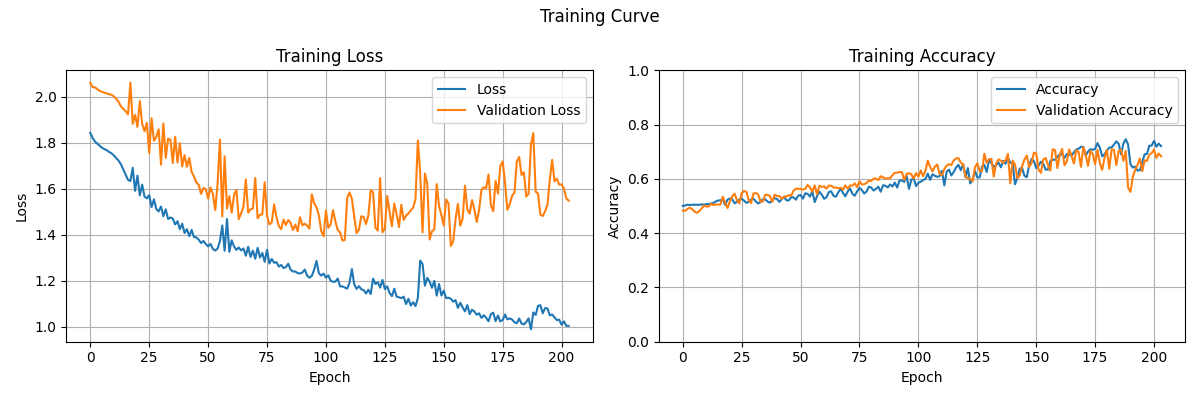 Training Curve
Training Loss
Loss
Validation Loss
2.0
1.8
1.6
1.4
1.2
1.0
Loss
0
25
50
75
100
125
150
175
200
Epoch
Training Accuracy
Accuracy
Validation Accuracy
1.0
0.8
0.6
0.4
0.2
0.0
Accuracy
0
25
50
75
100
125
150
175
200
Epoch